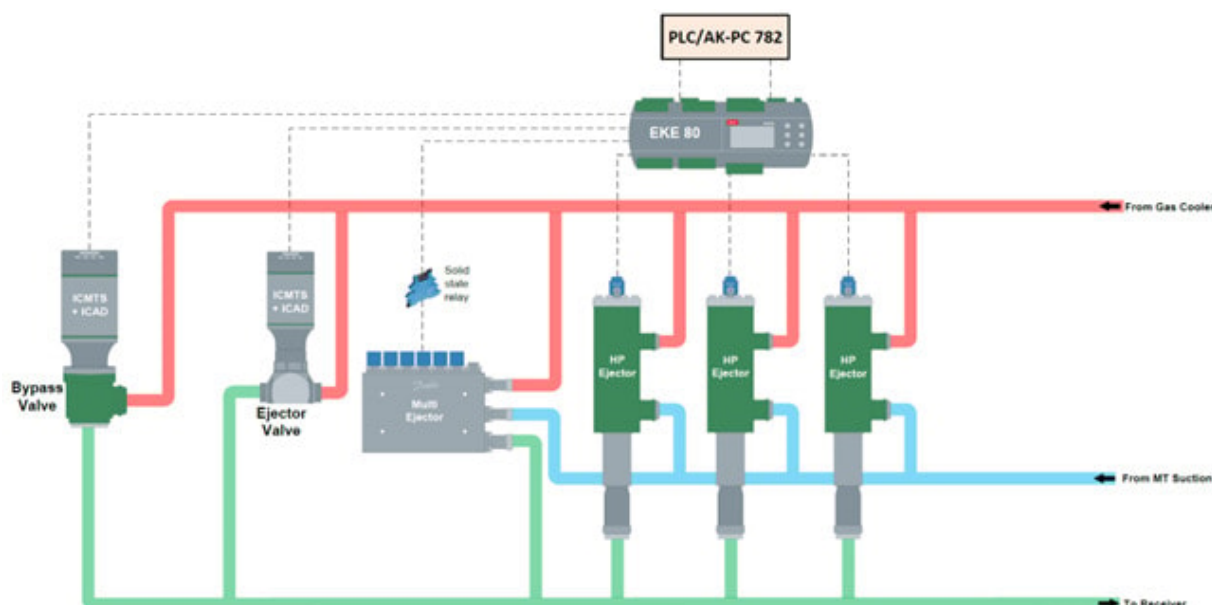 PLC/AK-PC 782
EKE 80
From Gas Cooler
ICMTS
+ ICAD
ICMTS
+ ICAD
Solid
state
relay
Bypass
Valve
Ejector
Valve
Danfoss
Multi
Ejector
HP
Ejector
HP
Ejector
HP
Ejector
From MT Suction
To Receiver